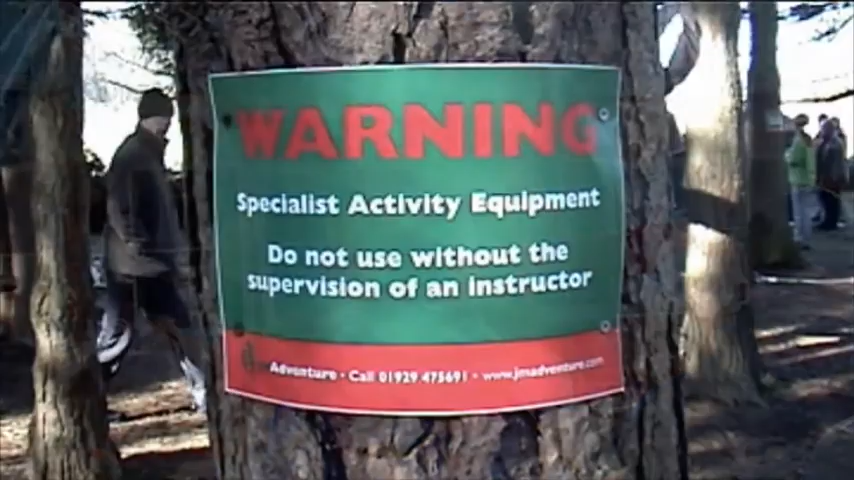 WARNING
Specialist Activity Equipment
Do not use without the
supervision of an instructor
Adventure · Call 01929 475691 · www.jmadventure.com